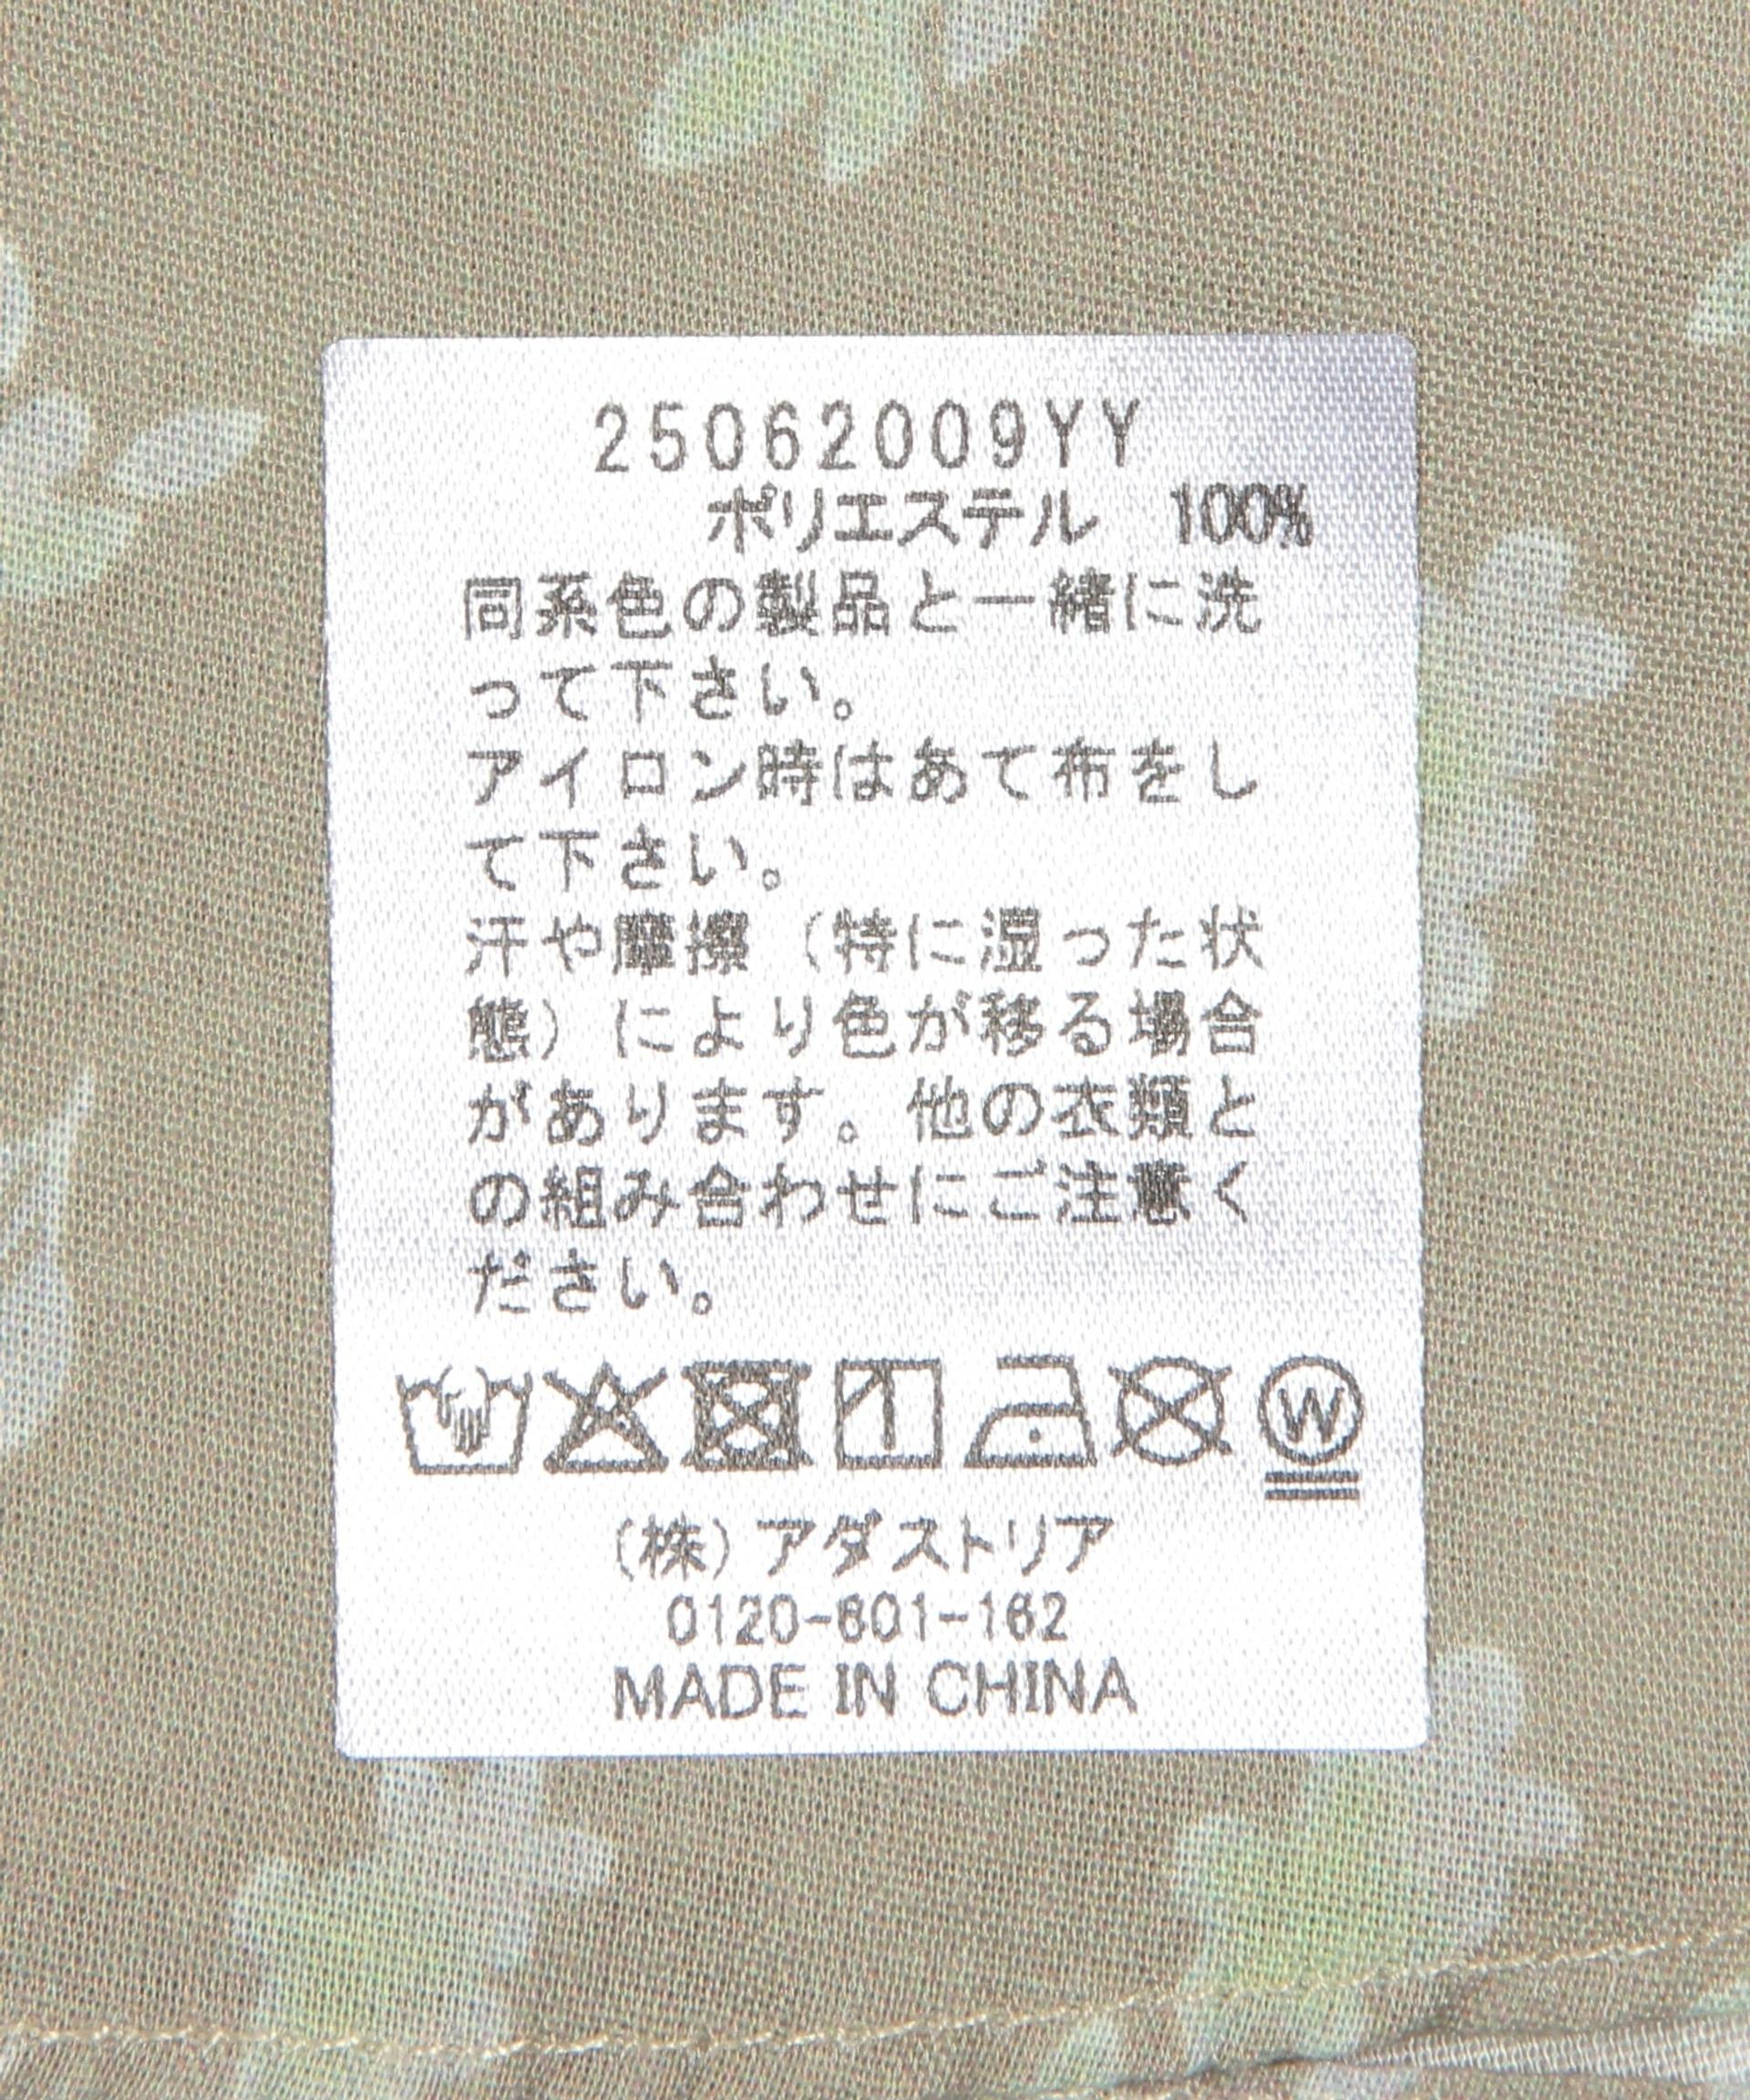 25062009YY
ポリエステル 100%
同系色の製品と一緒に洗
って下さい。
アイロン時はあて布をし
て下さい。
汗や摩擦（特に湿った状
態）により色が移る場合
があります。他の衣類と
の組み合わせにご注意く
ださい。
W
（株）アダストリア
0120-601-162
MADE IN CHINA